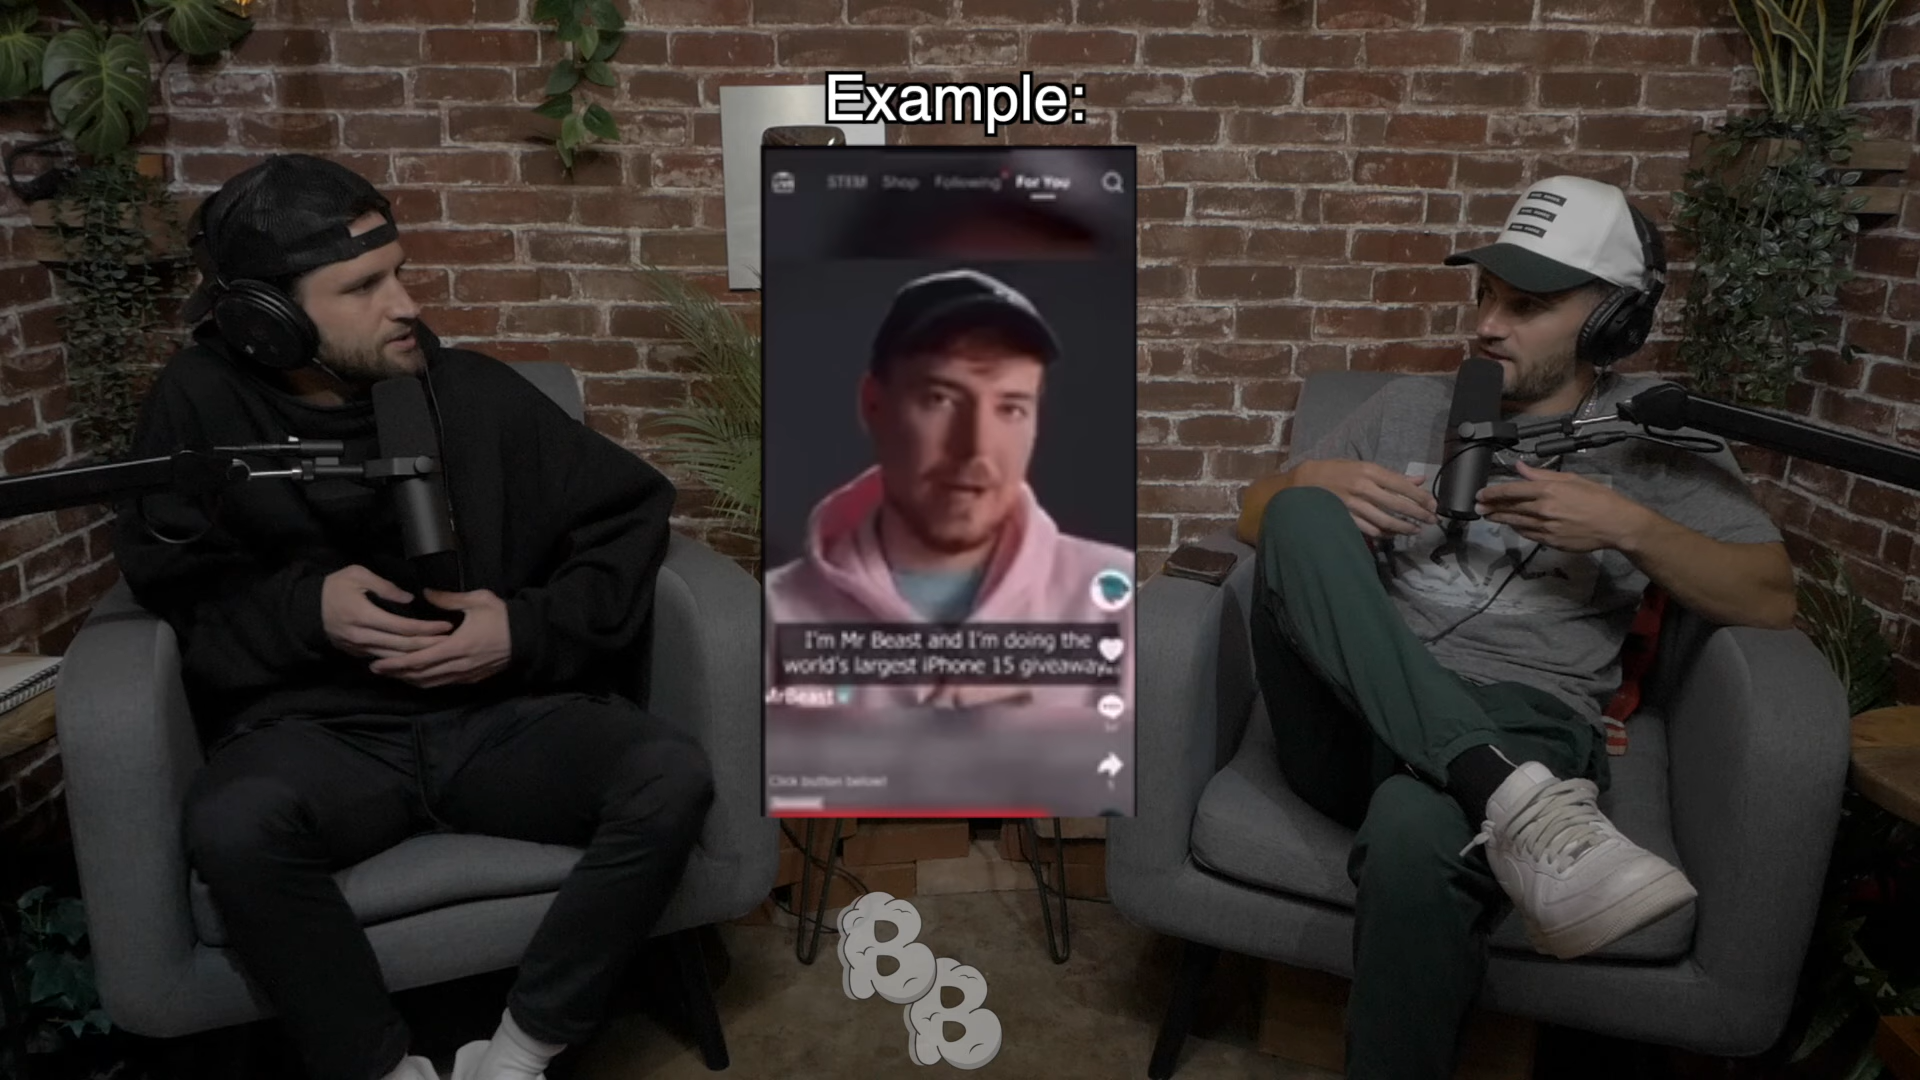 Example:
STEM Shop Following For You
I'm Mr Beast and I'm doing the
world's largest iPhone 15 giveaway...
MrBeast
Click button below!
B
B